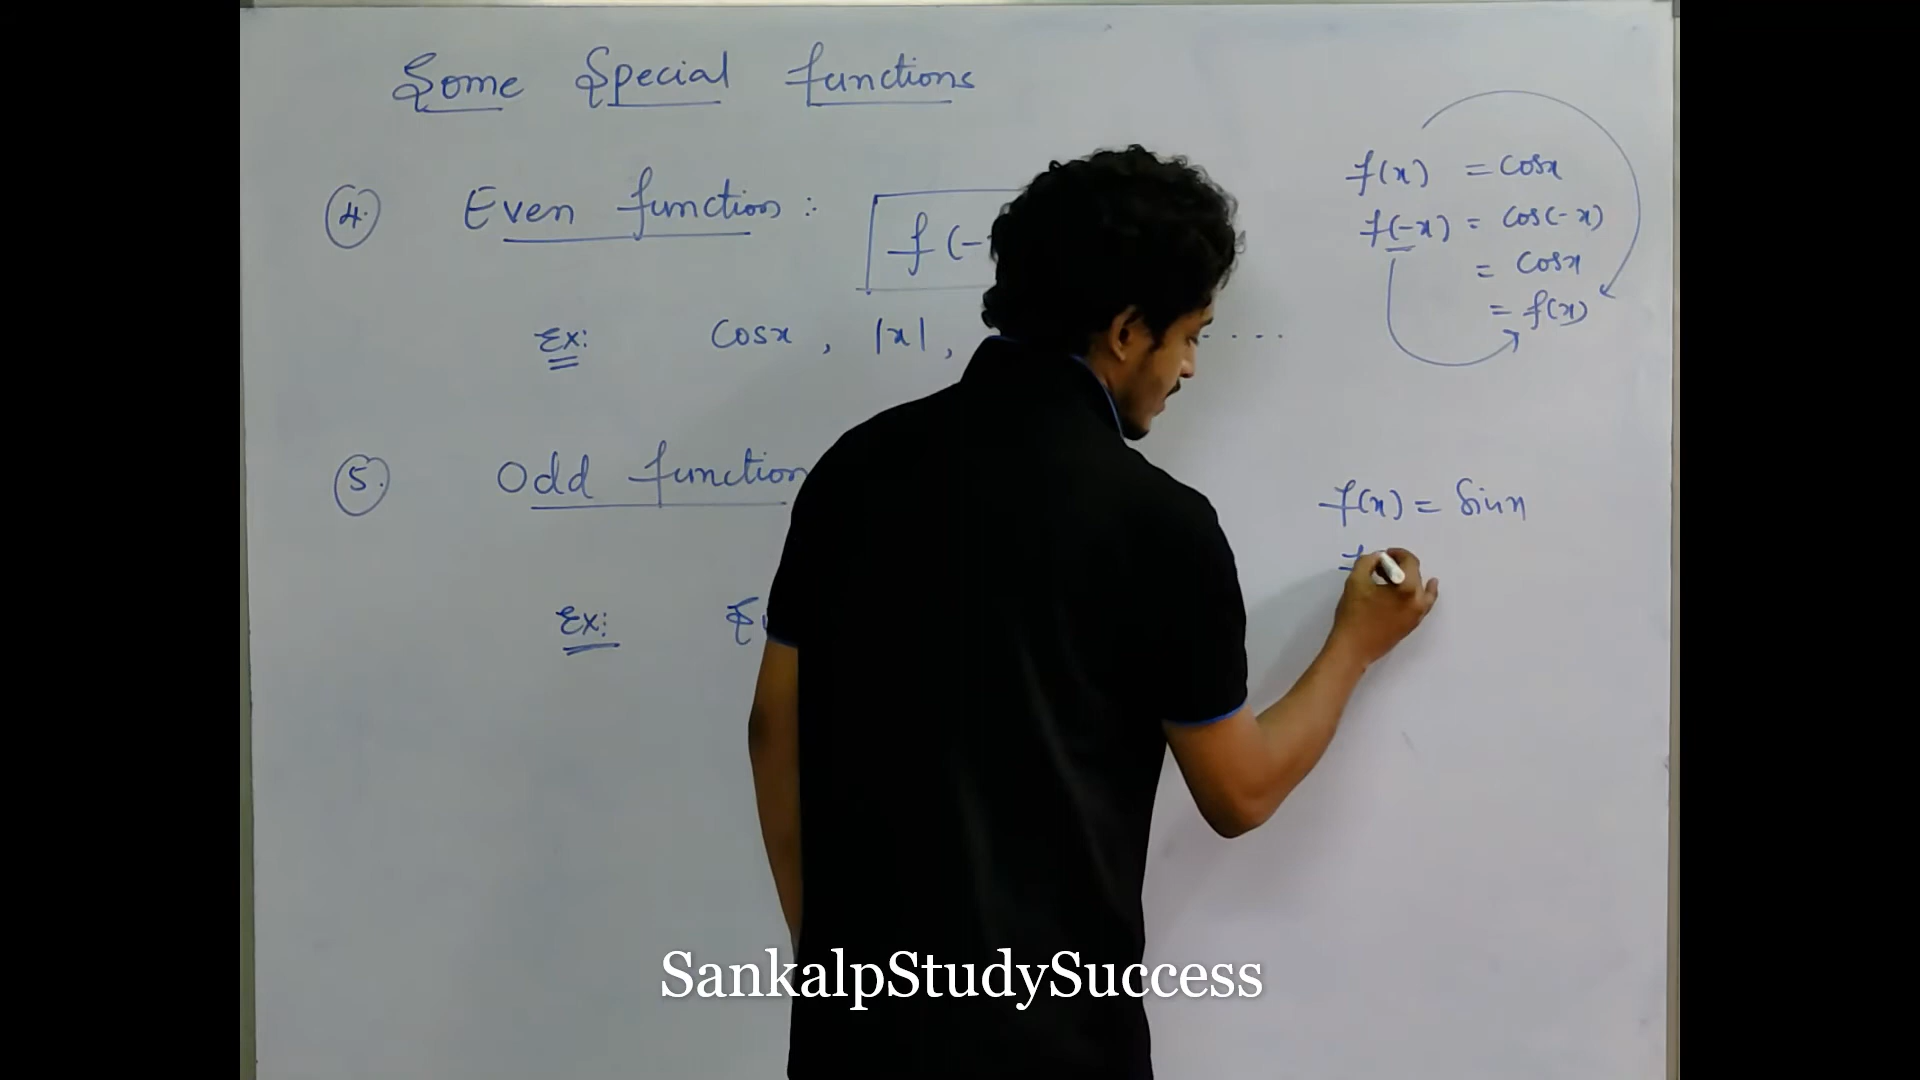 Some Special functions
4. Even function : f(-
f(x) = cosx
f(-x) = cos(-x)
= cosx
= f(x)
Ex: Cosx , |x| , ....
5. Odd function
f(x) = Sinx
f
Ex:
SankalpStudySuccess